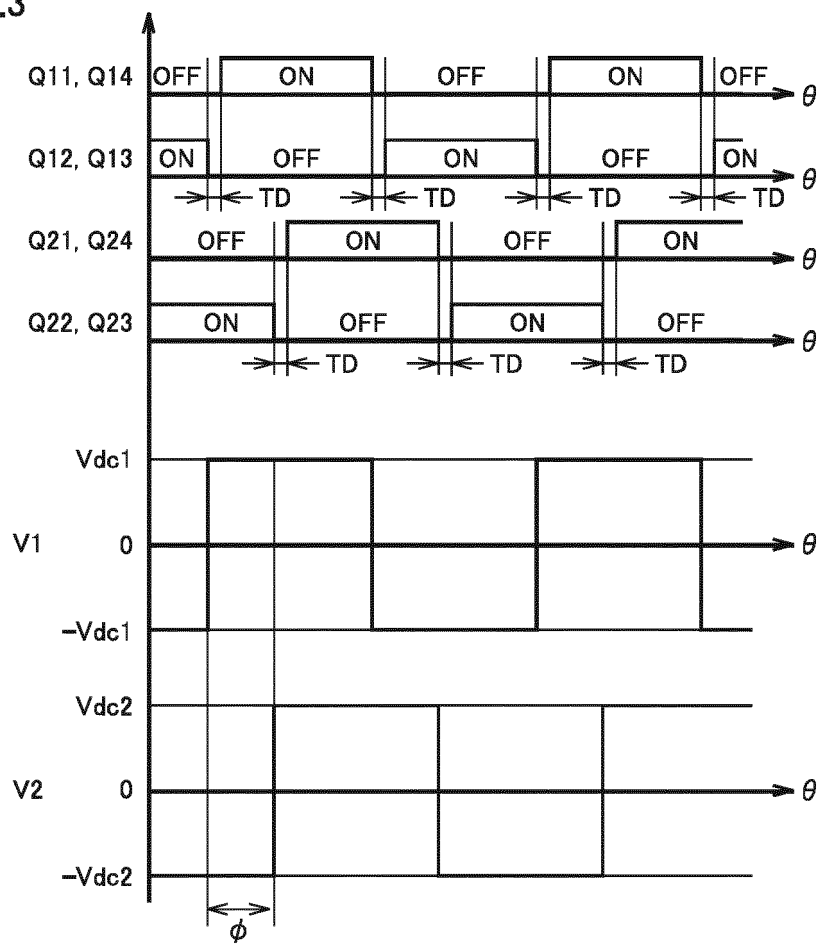 .3
Q11, Q14 OFF ON OFF ON OFF θ
Q12, Q13 ON OFF ON OFF ON θ
TD TD TD TD
Q21, Q24 OFF ON OFF ON θ
Q22, Q23 ON OFF ON OFF θ
TD TD TD
Vdc1
V1 0 θ
-Vdc1
Vdc2
V2 0 θ
-Vdc2
φ